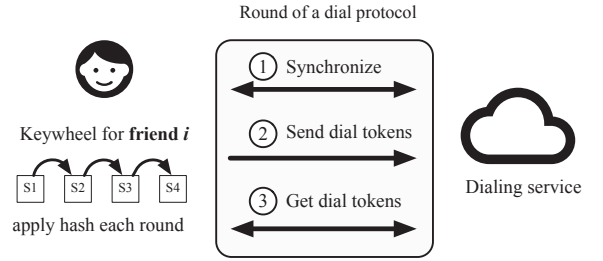 Round of a dial protocol
1 Synchronize
Keywheel for friend i
2 Send dial tokens
S1 S2 S3 S4
3 Get dial tokens
Dialing service
apply hash each round